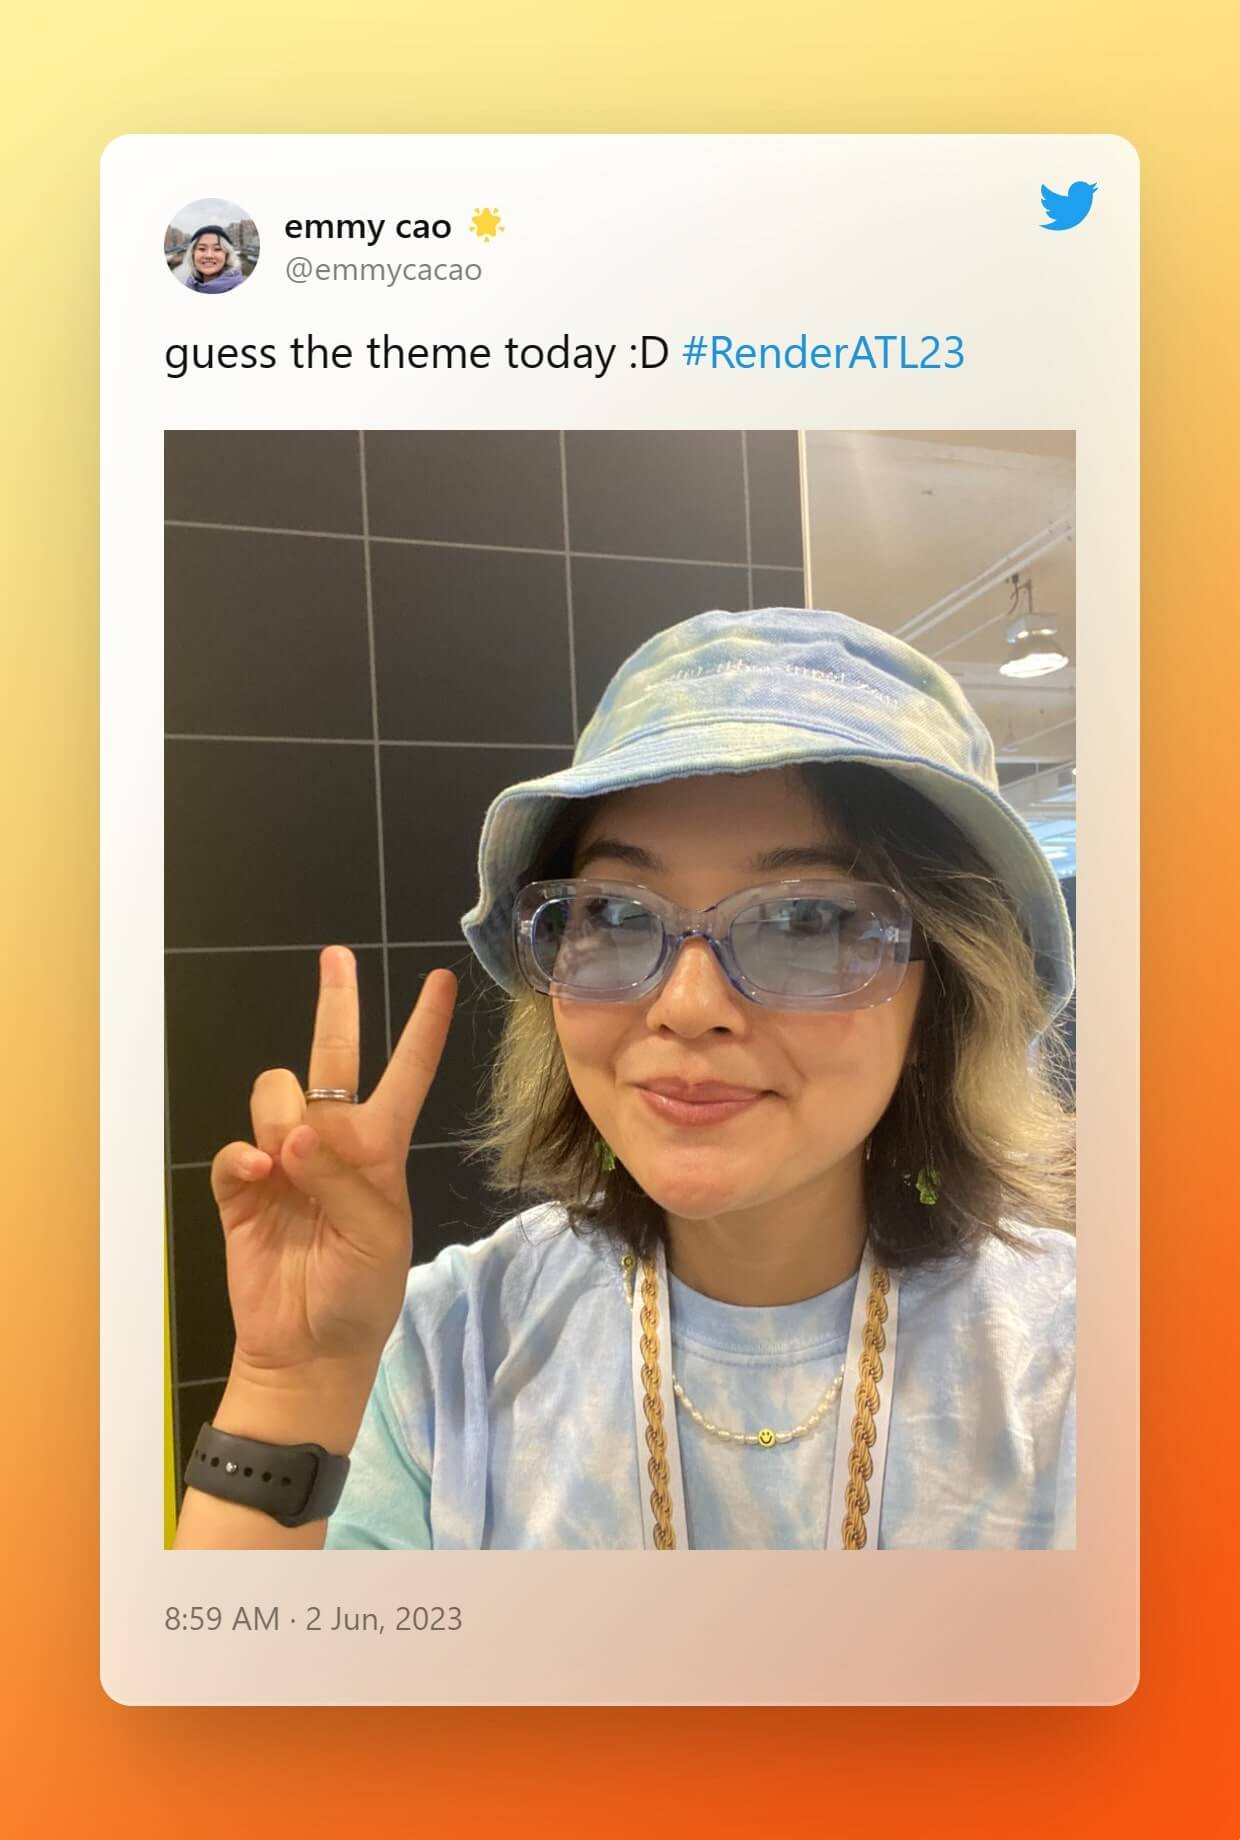 emmy cao 🌟
@emmycacao
guess the theme today :D #RenderATL23
8:59 AM · 2 Jun, 2023